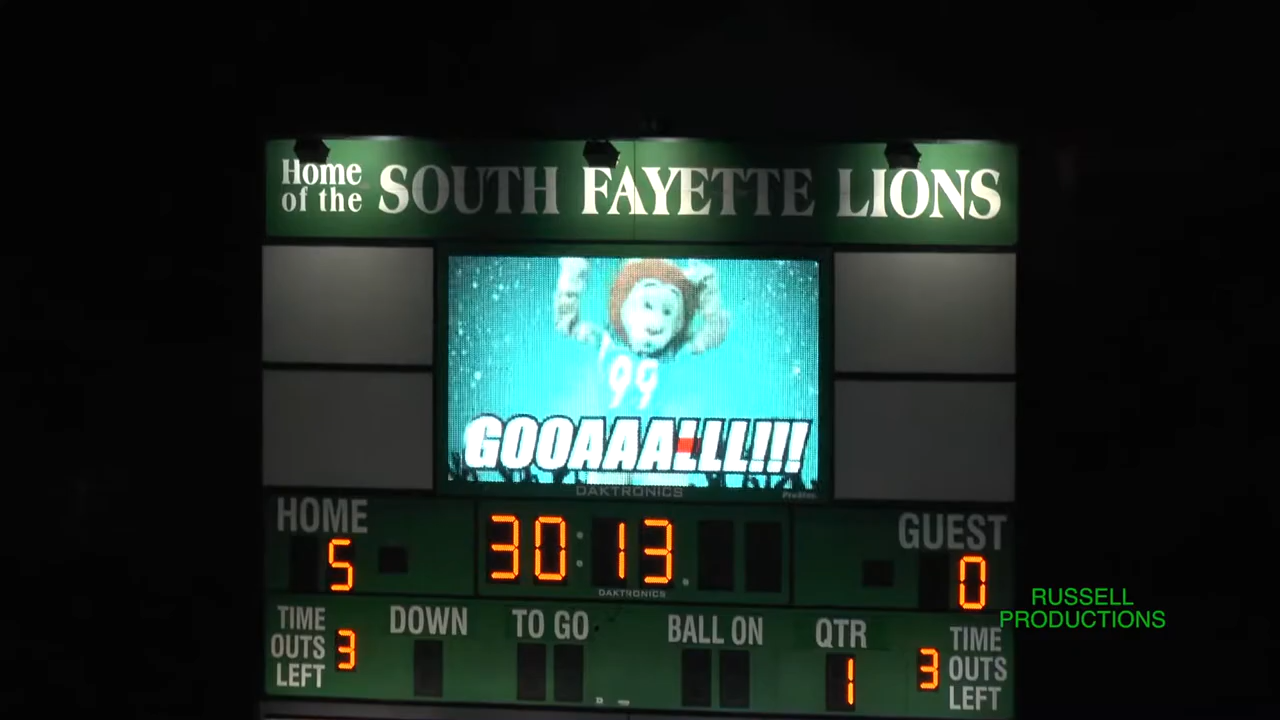 Home
of the
SOUTH FAYETTE LIONS
99
GOOAAALLL!!!
DAKTRONICS
HOME
5
30:13
GUEST
0
DAKTRONICS
TIME
OUTS
LEFT
3
DOWN
TO GO
BALL ON
QTR
1
3
TIME
OUTS
LEFT
RUSSELL
PRODUCTIONS